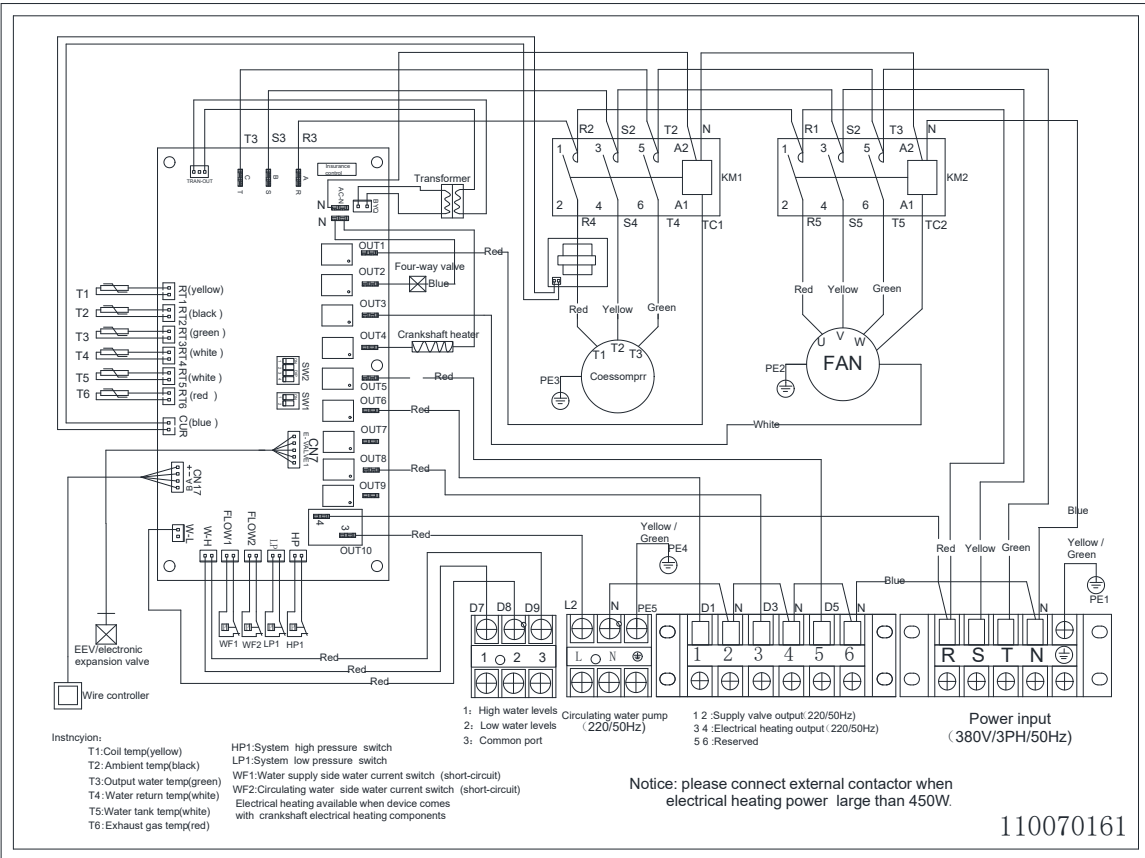 T3 S3 R3
TRAN-OUT
C
T
B
S
A
R
Insurance
control
Transformer
AC-N
BYQ
N
N
OUT1
Red
Four-way valve
OUT2
Blue
OUT3
OUT4
Crankshaft heater
OUT5
Red
OUT6
Red
OUT7
OUT8
Red
OUT9
4
3
OUT10
Red
R2 S2 T2 N
1 3 5 A2
KM1
2 4 6 A1
R4 S4 T4 TC1
R1 S2 T3 N
1 3 5 A2
KM2
2 4 6 A1
R5 S5 T5 TC2
Red Yellow Green
T1 T2 T3
Coessomprr
PE3
Red Yellow Green
U V W
FAN
PE2
White
T1 RT1 (yellow)
T2 RT2 (black )
T3 RT3 (green )
T4 RT4 (white )
T5 RT5 (white )
T6 RT6 (red )
CUR (blue )
SW2
SW1
CN7
E-VALVE1
+ - A B
CN17
W-L
W-H
FLOW1
FLOW2
LP
HP
WF1 WF2 LP1 HP1
EEV/electronic
expansion valve
Wire controller
Red
Red
Red
Yellow /
Green
PE4
Blue
Blue
Red Yellow Green
Yellow /
Green
PE1
D7 D8 D9
1 2 3
L2 N PE5
L N
D1 N D3 N D5 N
1 2 3 4 5 6
N
R S T N
1: High water levels
2: Low water levels
3: Common port
Circulating water pump
(220/50Hz)
1 2 :Supply valve output(220/50Hz)
3 4 :Electrical heating output(220/50Hz)
5 6 :Reserved
Power input
(380V/3PH/50Hz)
Instncyion:
T1:Coil temp(yellow)
T2: Ambient temp(black)
T3:Output water temp(green)
T4:Water return temp(white)
T5:Water tank temp(white)
T6:Exhaust gas temp(red)
HP1:System high pressure switch
LP1:System low pressure switch
WF1:Water supply side water current switch (short-circuit)
WF2:Circulating water side water current switch (short-circuit)
Electrical heating available when device comes
with crankshaft electrical heating components
Notice: please connect external contactor when
electrical heating power large than 450W.
110070161